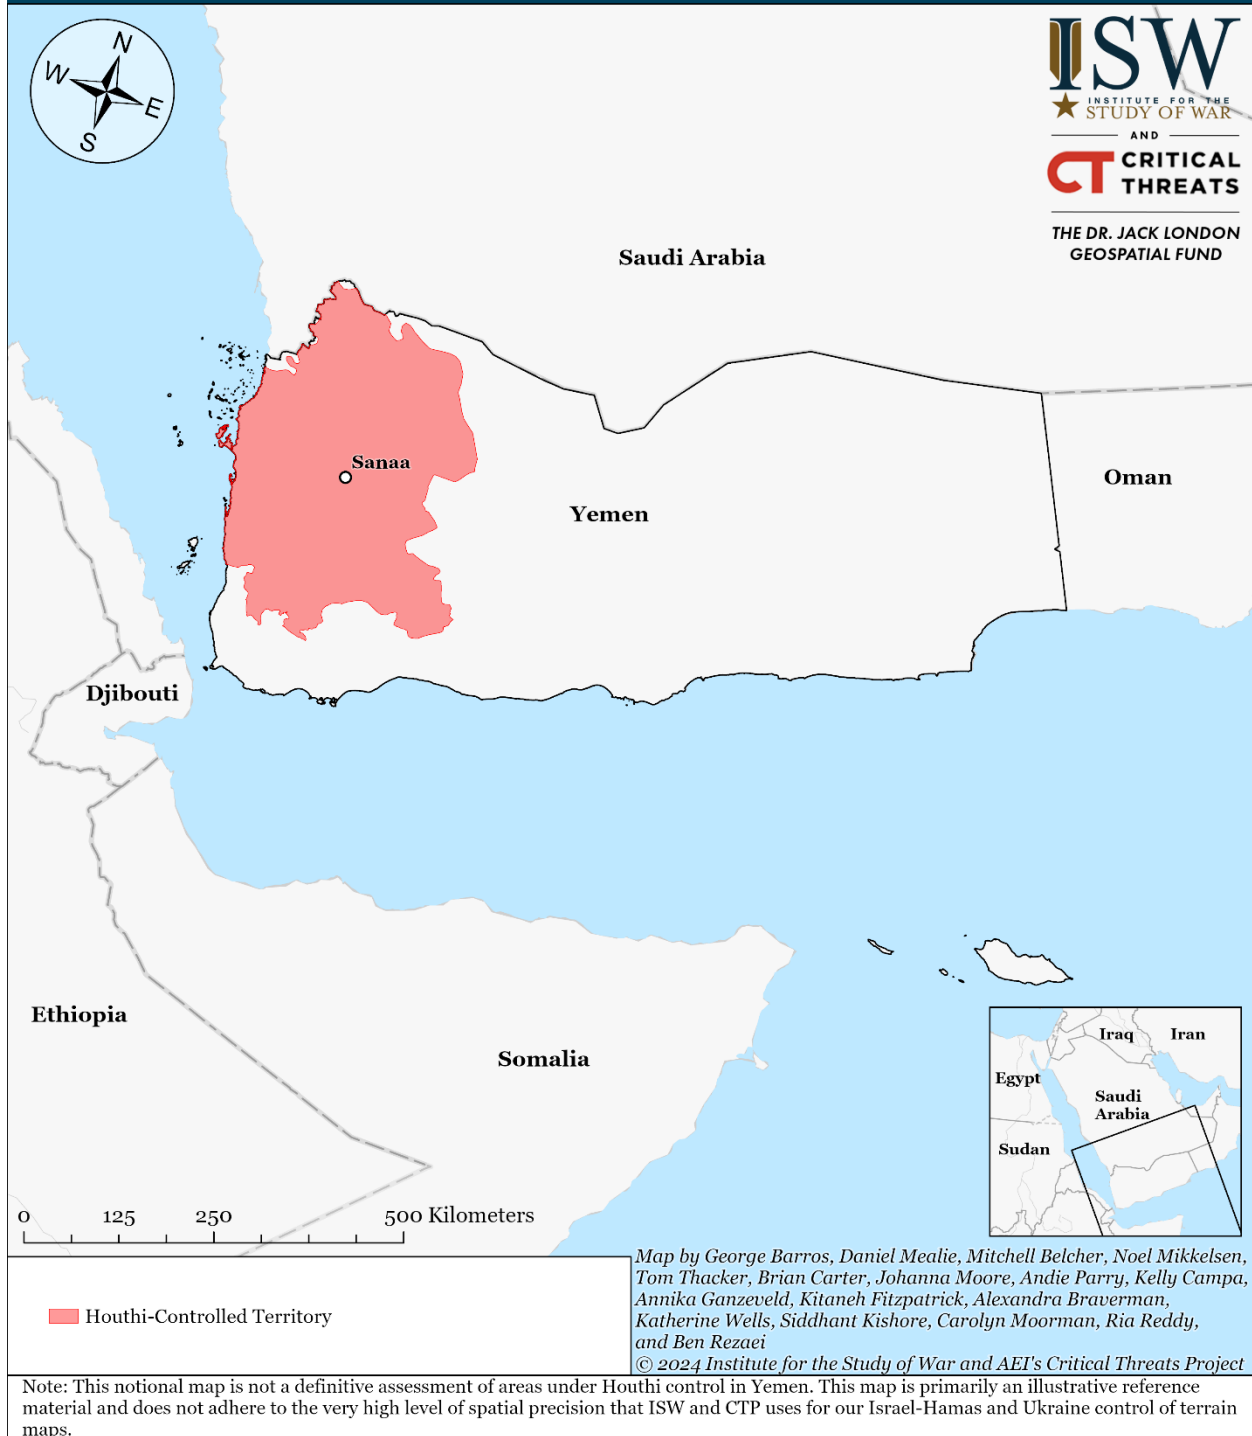 N
W
E
S
ISW
INSTITUTE FOR THE
STUDY OF WAR
AND
CT CRITICAL
THREATS
THE DR. JACK LONDON
GEOSPATIAL FUND
Saudi Arabia
Sanaa
Yemen
Oman
Djibouti
Ethiopia
Somalia
Iraq
Iran
Egypt
Saudi
Arabia
Sudan
0 125 250 500 Kilometers
Houthi-Controlled Territory
Map by George Barros, Daniel Mealie, Mitchell Belcher, Noel Mikkelsen,
Tom Thacker, Brian Carter, Johanna Moore, Andie Parry, Kelly Campa,
Annika Ganzeveld, Kitaneh Fitzpatrick, Alexandra Braverman,
Katherine Wells, Siddhant Kishore, Carolyn Moorman, Ria Reddy,
and Ben Rezaei
© 2024 Institute for the Study of War and AEI's Critical Threats Project
Note: This notional map is not a definitive assessment of areas under Houthi control in Yemen. This map is primarily an illustrative reference
material and does not adhere to the very high level of spatial precision that ISW and CTP uses for our Israel-Hamas and Ukraine control of terrain
maps.